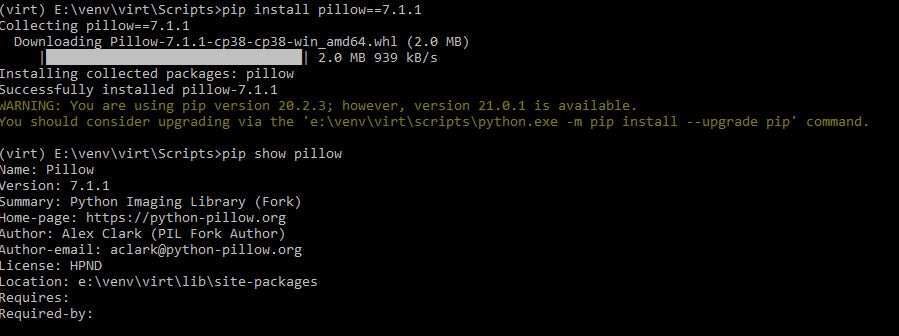 (virt) E:\venv\virt\Scripts>pip install pillow==7.1.1
Collecting pillow==7.1.1
  Downloading Pillow-7.1.1-cp38-cp38-win_amd64.whl (2.0 MB)
     |████████████████████████████████| 2.0 MB 939 kB/s
Installing collected packages: pillow
Successfully installed pillow-7.1.1
WARNING: You are using pip version 20.2.3; however, version 21.0.1 is available.
You should consider upgrading via the 'e:\venv\virt\scripts\python.exe -m pip install --upgrade pip' command.
(virt) E:\venv\virt\Scripts>pip show pillow
Name: Pillow
Version: 7.1.1
Summary: Python Imaging Library (Fork)
Home-page: https://python-pillow.org
Author: Alex Clark (PIL Fork Author)
Author-email: aclark@python-pillow.org
License: HPND
Location: e:\venv\virt\lib\site-packages
Requires:
Required-by: